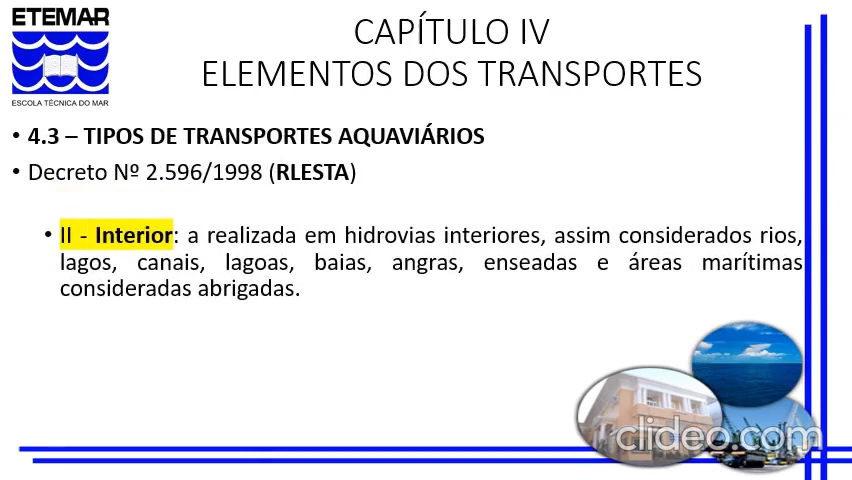 ETEMAR
ESCOLA TÉCNICA DO MAR
CAPÍTULO IV
ELEMENTOS DOS TRANSPORTES
• 4.3 – TIPOS DE TRANSPORTES AQUAVIÁRIOS
• Decreto Nº 2.596/1998 (RLESTA)
• II - Interior: a realizada em hidrovias interiores, assim considerados rios,
lagos, canais, lagoas, baias, angras, enseadas e áreas marítimas
consideradas abrigadas.
clideo.com